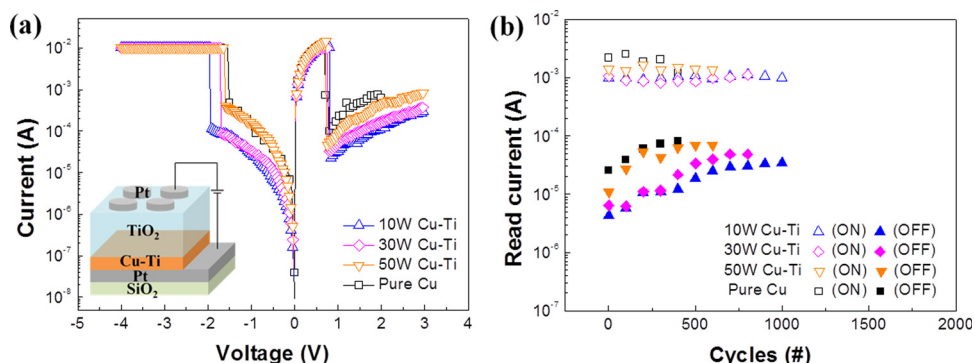 (a)
Current (A)
10⁻²
10⁻³
10⁻⁴
10⁻⁵
10⁻⁶
10⁻⁷
10⁻⁸
Pt
TiO₂
Cu-Ti
Pt
SiO₂
10W Cu-Ti
30W Cu-Ti
50W Cu-Ti
Pure Cu
-5 -4 -3 -2 -1 0 1 2 3 4 5
Voltage (V)
(b)
Read current (A)
10⁻¹
10⁻²
10⁻³
10⁻⁴
10⁻⁵
10⁻⁶
10⁻⁷
10W Cu-Ti (ON) (OFF)
30W Cu-Ti (ON) (OFF)
50W Cu-Ti (ON) (OFF)
Pure Cu (ON) (OFF)
0 500 1000 1500 2000
Cycles (#)